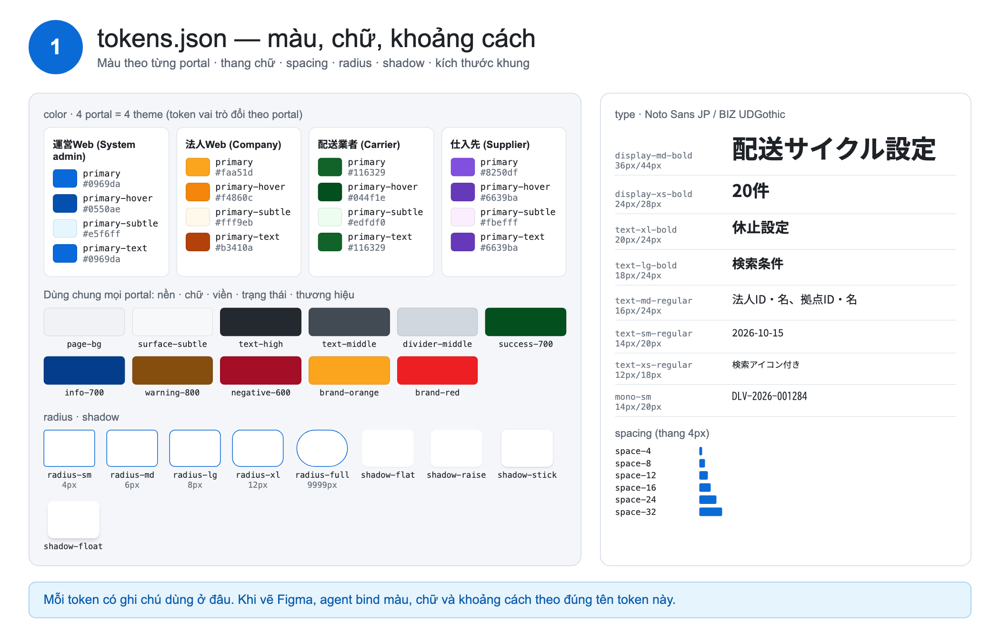 1
tokens.json — màu, chữ, khoảng cách
Màu theo từng portal · thang chữ · spacing · radius · shadow · kích thước khung
color · 4 portal = 4 theme (token vai trò đổi theo portal)
運営Web (System
admin)
primary
#0969da
primary-hover
#0550ae
primary-subtle
#e5f6ff
primary-text
#0969da
法人Web (Company)
primary
#faa51d
primary-hover
#f4860c
primary-subtle
#fff9eb
primary-text
#b3410a
配送業者 (Carrier)
primary
#116329
primary-hover
#044f1e
primary-subtle
#edfdf0
primary-text
#116329
仕入先 (Supplier)
primary
#8250df
primary-hover
#6639ba
primary-subtle
#fbefff
primary-text
#6639ba
Dùng chung mọi portal: nền · chữ · viền · trạng thái · thương hiệu
page-bg
surface-subtle
text-high
text-middle
divider-middle
success-700
info-700
warning-800
negative-600
brand-orange
brand-red
radius · shadow
radius-sm
4px
radius-md
6px
radius-lg
8px
radius-xl
12px
radius-full
9999px
shadow-flat
shadow-raise
shadow-stick
shadow-float
type · Noto Sans JP / BIZ UDGothic
display-md-bold
36px/44px
配送サイクル設定
display-xs-bold
24px/28px
20件
text-xl-bold
20px/24px
休止設定
text-lg-bold
18px/24px
検索条件
text-md-regular
16px/24px
法人ID・名、拠点ID・名
text-sm-regular
14px/20px
2026-10-15
text-xs-regular
12px/18px
検索アイコン付き
mono-sm
14px/20px
DLV-2026-001284
spacing (thang 4px)
space-4
space-8
space-12
space-16
space-24
space-32
Mỗi token có ghi chú dùng ở đâu. Khi vẽ Figma, agent bind màu, chữ và khoảng cách theo đúng tên token này.